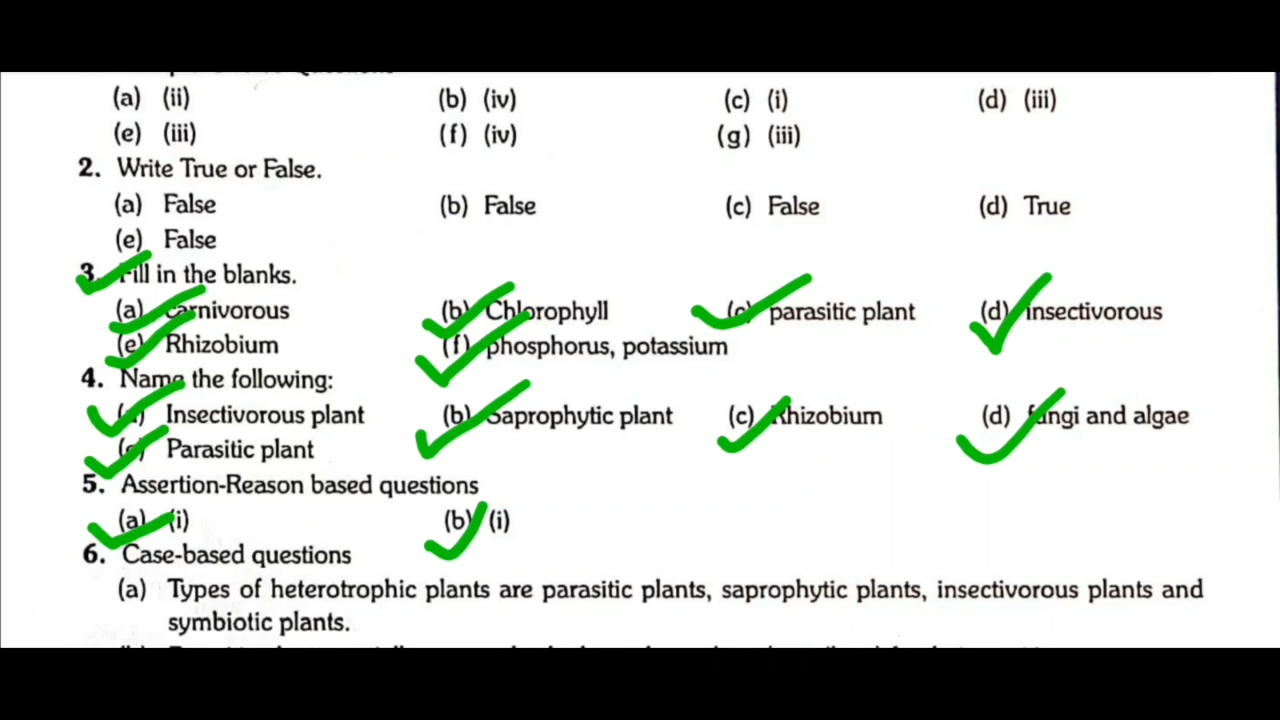 (a) (ii) (b) (iv) (c) (i) (d) (iii)
(e) (iii) (f) (iv) (g) (iii)
2. Write True or False.
(a) False (b) False (c) False (d) True
(e) False
3. Fill in the blanks.
(a) carnivorous (b) Chlorophyll (c) parasitic plant (d) insectivorous
(e) Rhizobium (f) phosphorus, potassium
4. Name the following:
(a) Insectivorous plant (b) Saprophytic plant (c) Rhizobium (d) fungi and algae
(e) Parasitic plant
5. Assertion-Reason based questions
(a) (i) (b) (i)
6. Case-based questions
(a) Types of heterotrophic plants are parasitic plants, saprophytic plants, insectivorous plants and
symbiotic plants.